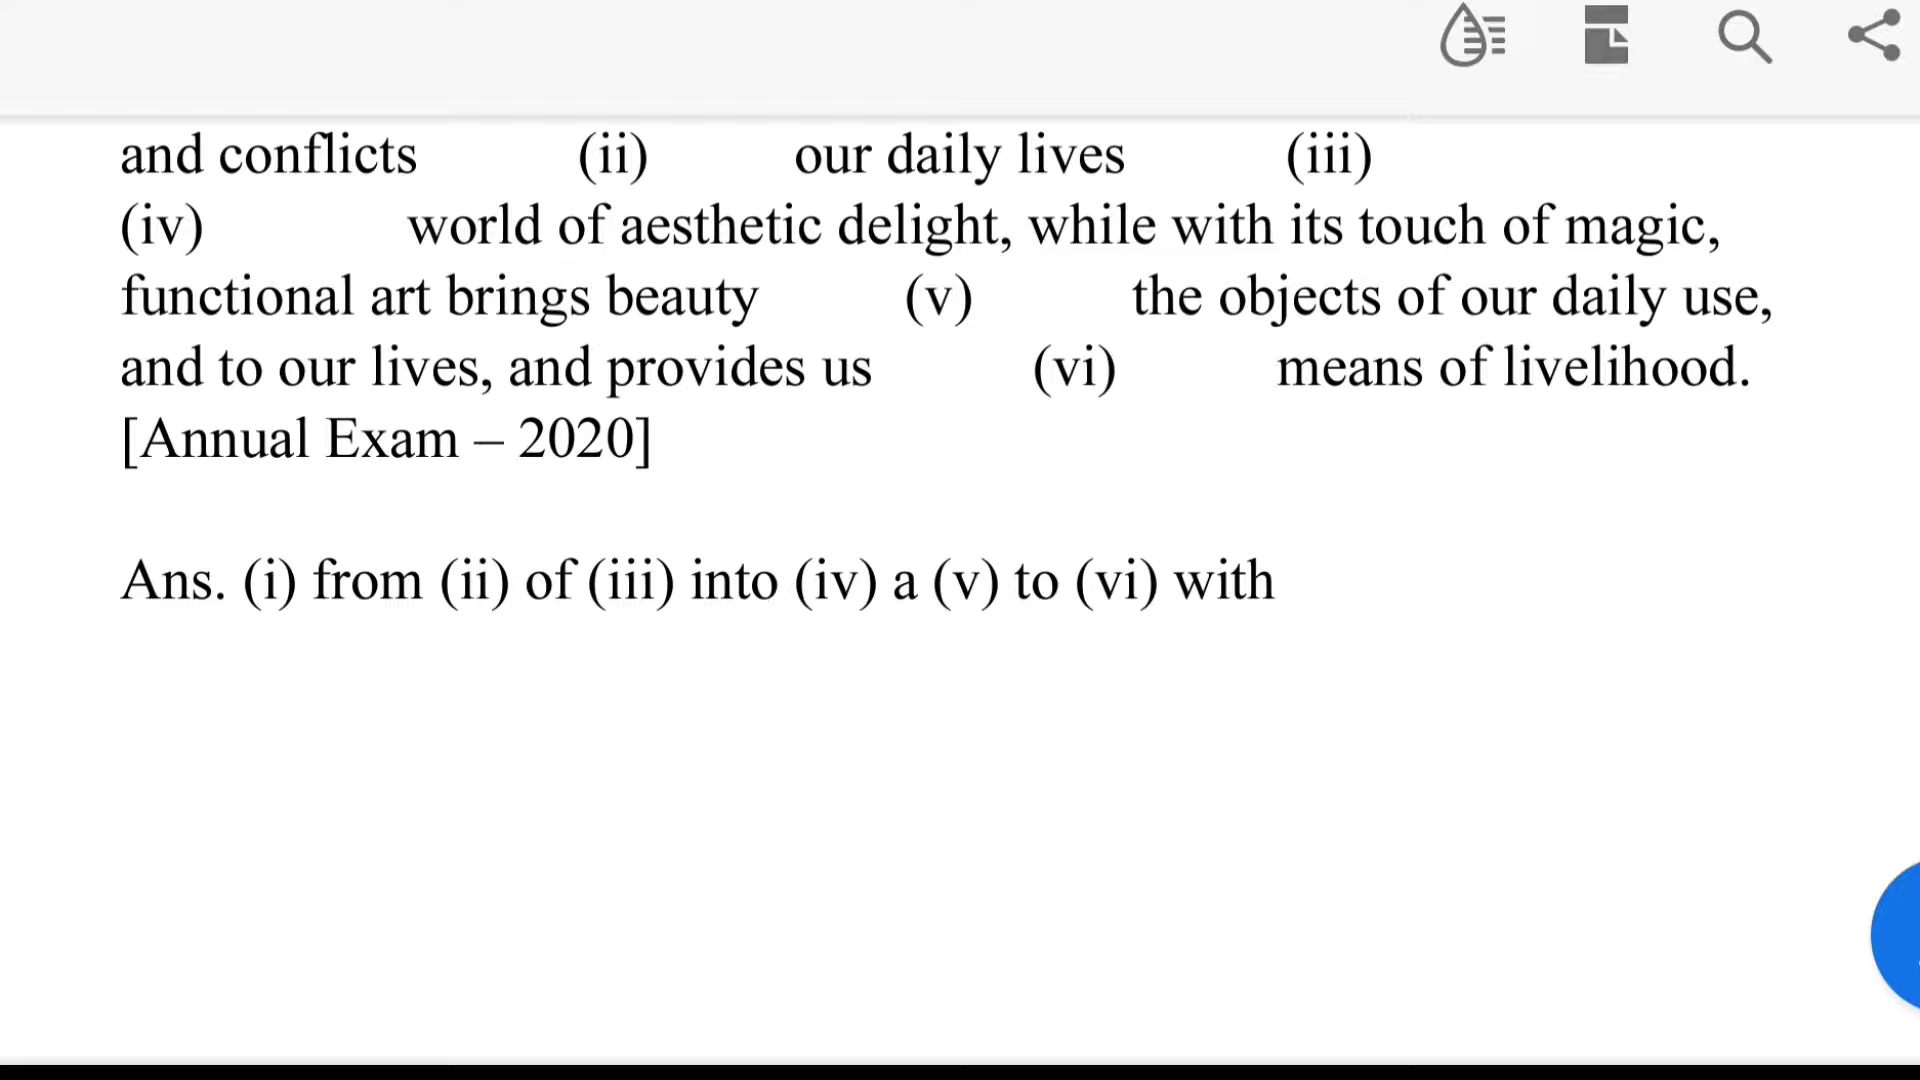 and conflicts (ii) our daily lives (iii)
(iv) world of aesthetic delight, while with its touch of magic,
functional art brings beauty (v) the objects of our daily use,
and to our lives, and provides us (vi) means of livelihood.
[Annual Exam – 2020]
Ans. (i) from (ii) of (iii) into (iv) a (v) to (vi) with